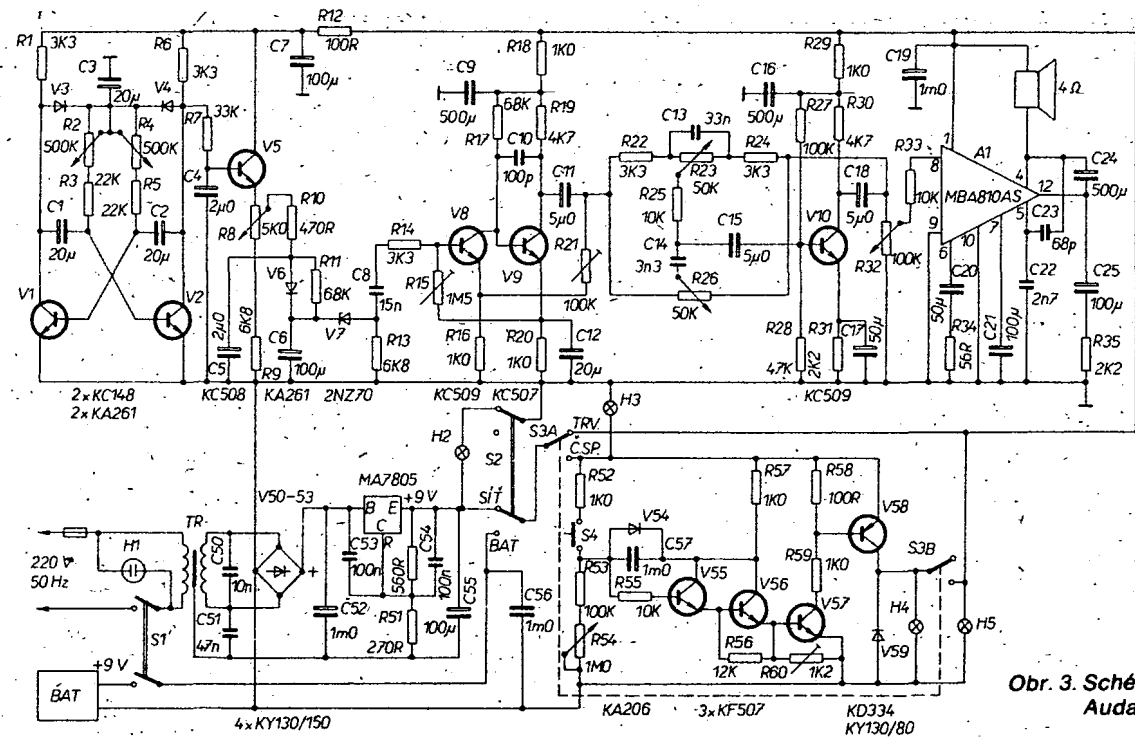 R1
3K3
C3
20µ
V3
V4
R6
3K3
R2
500K
R4
500K
R7
33K
R3
22K
R5
22K
C1
20µ
C2
20µ
V1
V2
C4
2µ0
V5
R12
100R
C7
100µ
R8
5K0
R10
470R
V6
R11
68K
V7
C8
15n
2µ0
C5
6K8
R9
C6
100µ
R13
6K8
R14
3K3
R15
1M5
V8
V9
C9
500µ
R18
1K0
68K
R17
R19
4K7
C10
100p
C11
5µ0
R21
100K
R16
1K0
R20
1K0
C12
20µ
R22
3K3
C13
33n
R23
50K
R24
3K3
R25
10K
C14
3n3
C15
5µ0
R26
50K
C16
500µ
R29
1K0
R27
100K
R30
4K7
C18
5µ0
V10
R28
47K
R31
2K2
C17
50µ
R32
100K
R33
10K
C19
1m0
4Ω
A1
MBA810AS
1
8
9
6
10
7
5
4
12
C20
50µ
R34
56R
C21
100µ
C22
2n7
C23
68p
C24
500µ
C25
100µ
R35
2K2
2×KC148
2×KA261
KC508
KA261
2NZ70
KC509
KC507
KC509
H2
S2
SÍŤ
BAT
S3A
TRV.
Č.SP.
H3
220 V
50 Hz
H1
TR
S1
C50
10n
C51
47n
V50-53
+
C52
1m0
MA7805
B
E
C
+9V
C53
100n
R
560R
C54
100n
R51
270R
C55
100µ
C56
1m0
+9V
BAT
4×KY130/150
R52
1K0
S4
R53
100K
R54
1M0
V54
C57
1m0
R55
10K
V55
V56
V57
R56
12K
R60
1K2
R57
1K0
R58
100R
R59
1K0
V58
V59
S3B
H4
H5
KA206
3×KF507
KD334
KY130/80
Obr. 3. Sché
Auda